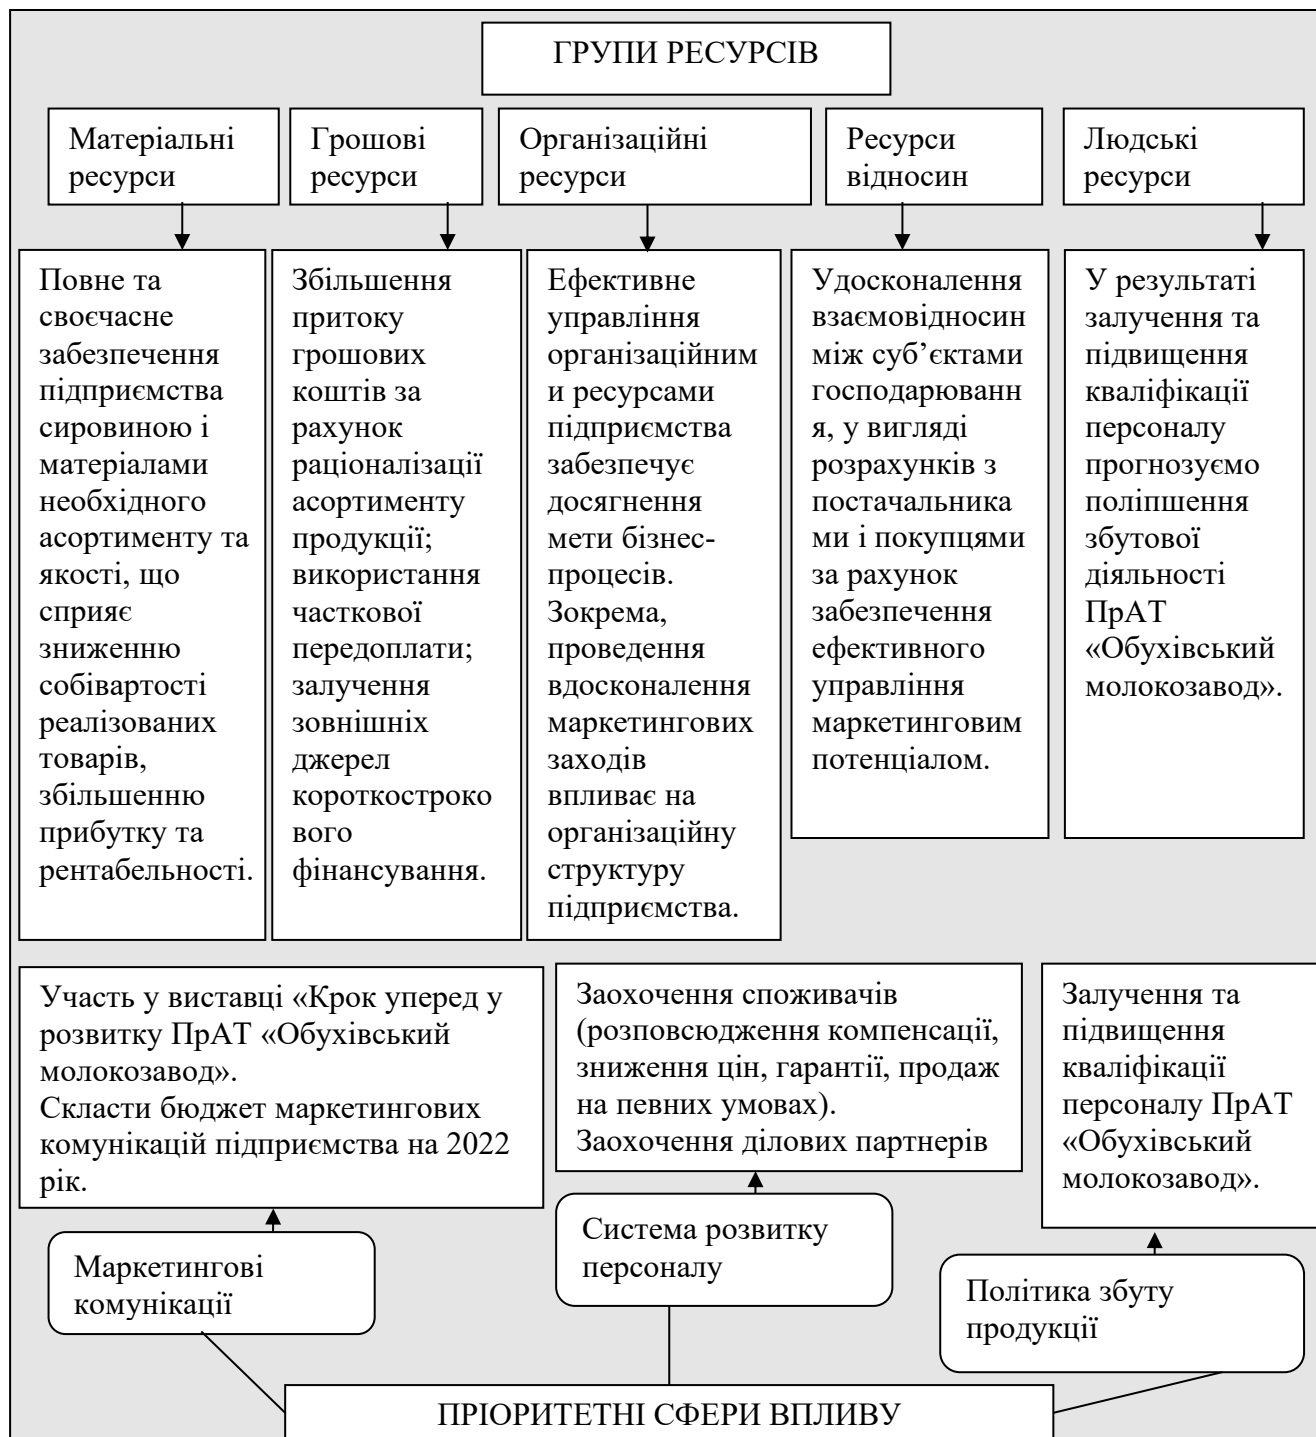 ГРУПИ РЕСУРСІВ
Матеріальні
ресурси
Грошові
ресурси
Організаційні
ресурси
Ресурси
відносин
Людські
ресурси
Повне та
своєчасне
забезпечення
підприємства
сировиною і
матеріалами
необхідного
асортименту та
якості, що
сприяє
зниженню
собівартості
реалізованих
товарів,
збільшенню
прибутку та
рентабельності.
Збільшення
притоку
грошових
коштів за
рахунок
раціоналізації
асортименту
продукції;
використання
часткової
передоплати;
залучення
зовнішніх
джерел
короткостроко
вого
фінансування.
Ефективне
управління
організаційним
и ресурсами
підприємства
забезпечує
досягнення
мети бізнес-
процесів.
Зокрема,
проведення
вдосконалення
маркетингових
заходів
впливає на
організаційну
структуру
підприємства.
Удосконалення
взаємовідносин
між суб’єктами
господарюванн
я, у вигляді
розрахунків з
постачальника
ми і покупцями
за рахунок
забезпечення
ефективного
управління
маркетинговим
потенціалом.
У результаті
залучення та
підвищення
кваліфікації
персоналу
прогнозуємо
поліпшення
збутової
діяльності
ПрАТ
«Обухівський
молокозавод».
Участь у виставці «Крок уперед у
розвитку ПрАТ «Обухівський
молокозавод».
Скласти бюджет маркетингових
комунікацій підприємства на 2022
рік.
Заохочення споживачів
(розповсюдження компенсації,
зниження цін, гарантії, продаж
на певних умовах).
Заохочення ділових партнерів
Залучення та
підвищення
кваліфікації
персоналу ПрАТ
«Обухівський
молокозавод».
Маркетингові
комунікації
Система розвитку
персоналу
Політика збуту
продукції
ПРІОРИТЕТНІ СФЕРИ ВПЛИВУ